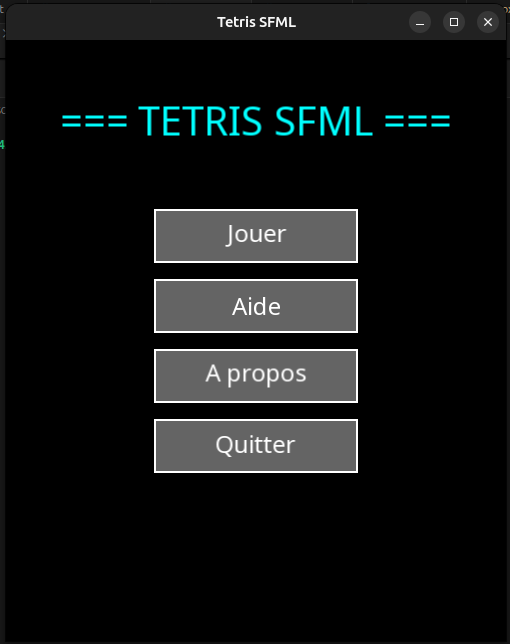 Tetris SFML
=== TETRIS SFML ===
Jouer
Aide
A propos
Quitter